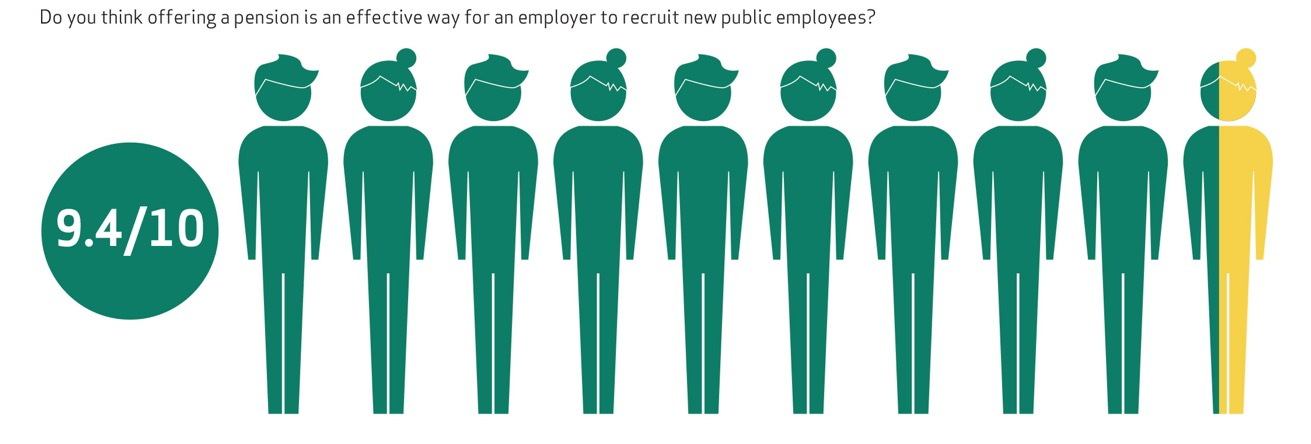 Do you think offering a pension is an effective way for an employer to recruit new public employees?
9.4/10